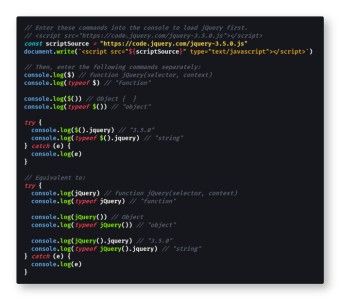 // Enter these commands into the console to load jQuery first.
// <script src="https://code.jquery.com/jquery-3.5.0.js"></script>
const scriptSource = "https://code.jquery.com/jquery-3.5.0.js"
document.write(`<script src="${scriptSource}" type="text/javascript"></script>`)
// Then, enter the following commands separately:
console.log($) // function jQuery(selector, context)
console.log(typeof $) // "function"
console.log($()) // Object { }
console.log(typeof $()) // "object"
try {
console.log($().jquery) // "3.5.0"
console.log(typeof $().jquery) // "string"
} catch (e) {
console.log(e)
}
// Equivalent to:
try {
console.log(jQuery) // function jQuery(selector, context)
console.log(typeof jQuery) // "function"
console.log(jQuery()) // Object
console.log(typeof jQuery()) // "object"
console.log(jQuery().jquery) // "3.5.0"
console.log(typeof jQuery().jquery) // "string"
} catch (e) {
console.log(e)
}